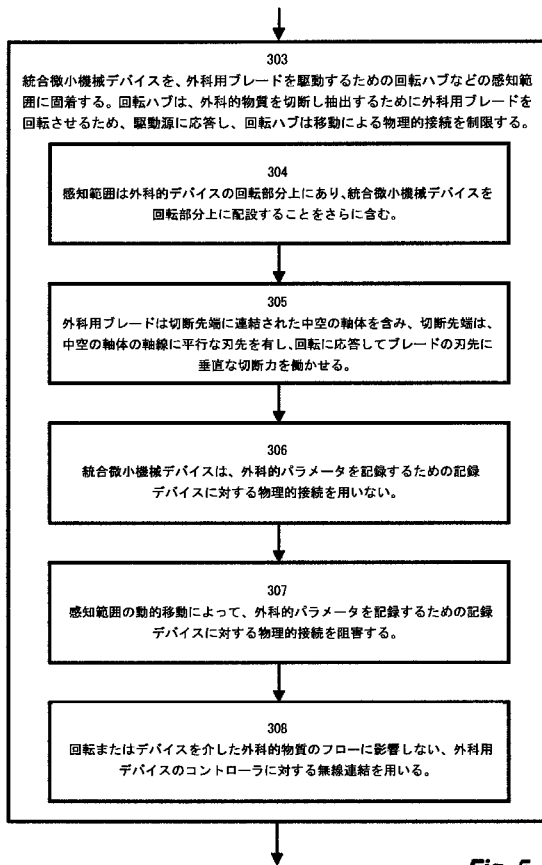 303
統合微小機械デバイスを、外科用ブレードを駆動するための回転ハブなどの感知範
囲に固着する。回転ハブは、外科的物質を切断し抽出するために外科用ブレードを
回転させるため、駆動源に応答し、回転ハブは移動による物理的接続を制限する。
304
感知範囲は外科的デバイスの回転部分上にあり、統合微小機械デバイスを
回転部分上に配設することをさらに含む。
305
外科用ブレードは切断先端に連結された中空の軸体を含み、切断先端は、
中空の軸体の軸線に平行な刃先を有し、回転に応答してブレードの刃先に
垂直な切断力を働かせる。
306
統合微小機械デバイスは、外科的パラメータを記録するための記録
デバイスに対する物理的接続を用いない。
307
感知範囲の動的移動によって、外科的パラメータを記録するための記録
デバイスに対する物理的接続を阻害する。
308
回転またはデバイスを介した外科的物質のフローに影響しない、外科用
デバイスのコントローラに対する無線連結を用いる。